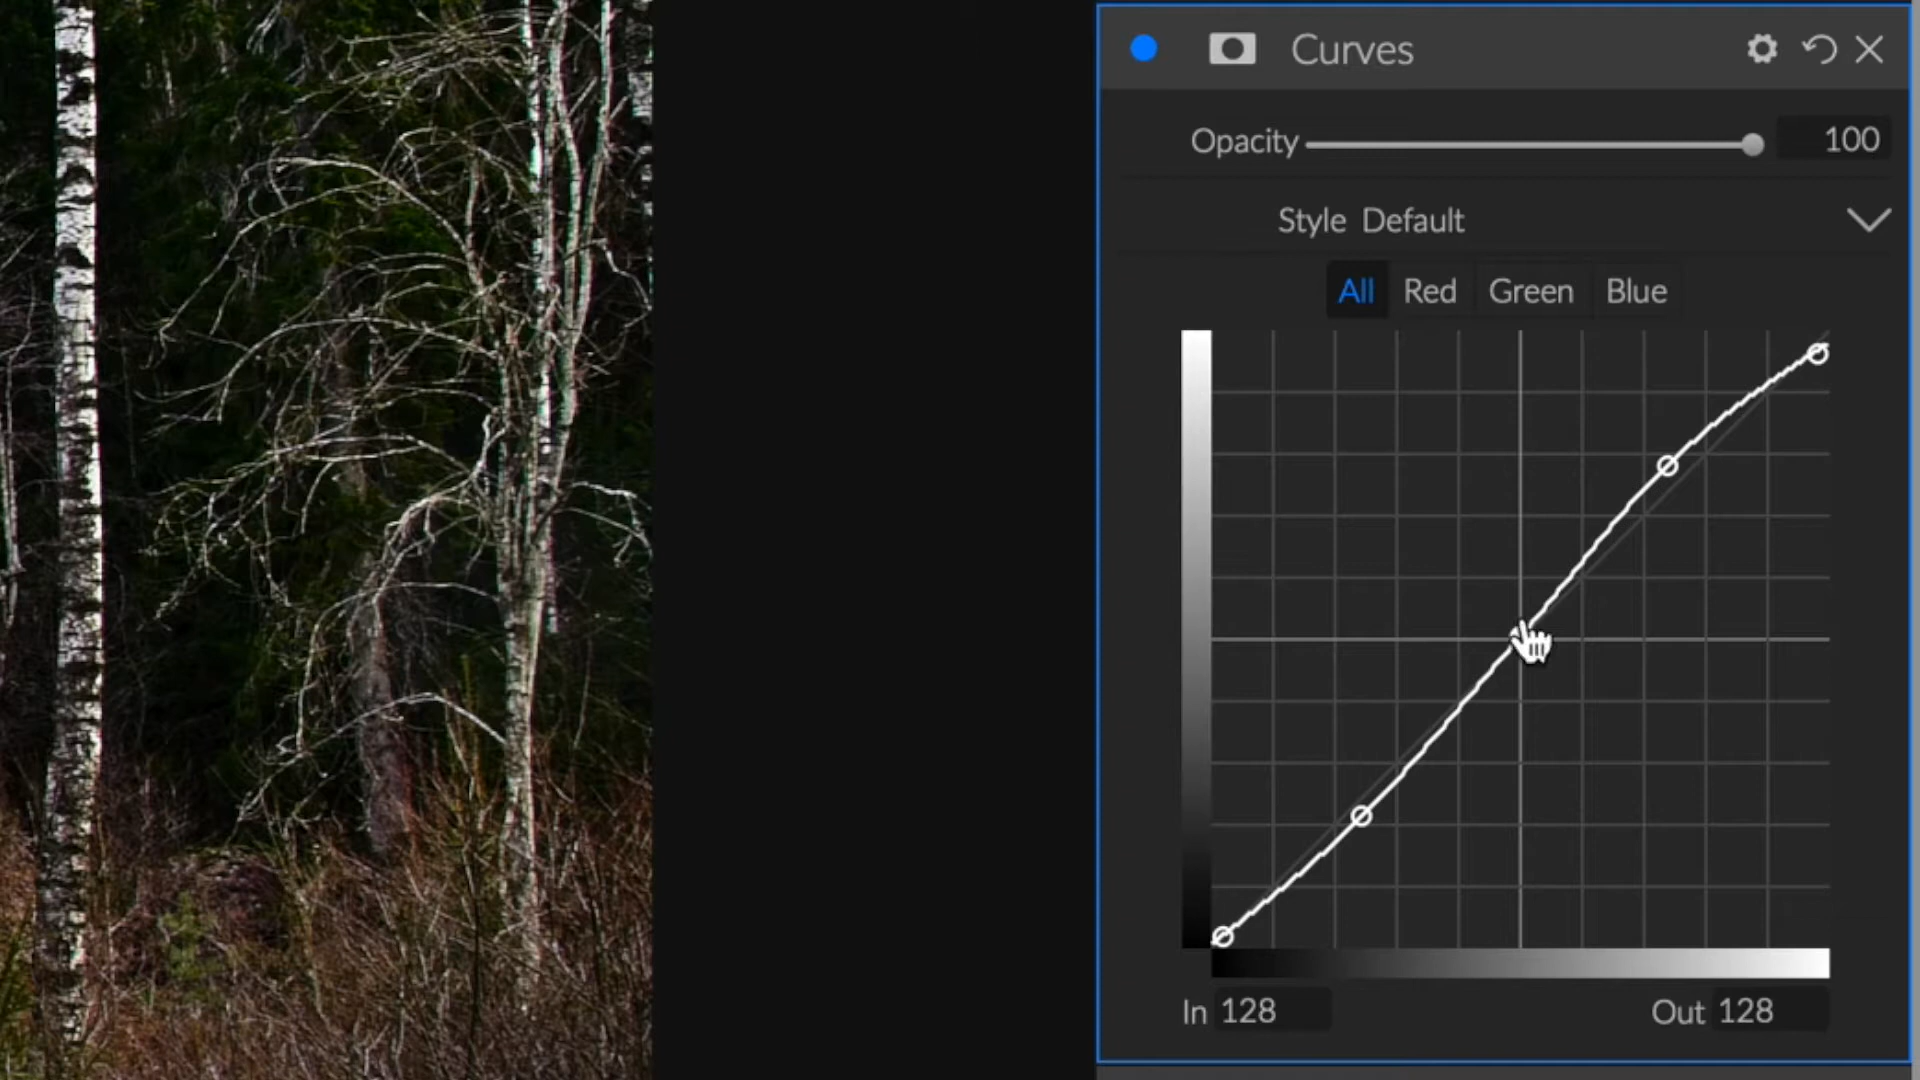 Curves
Opacity 100
Style Default
All Red Green Blue
In 128 Out 128